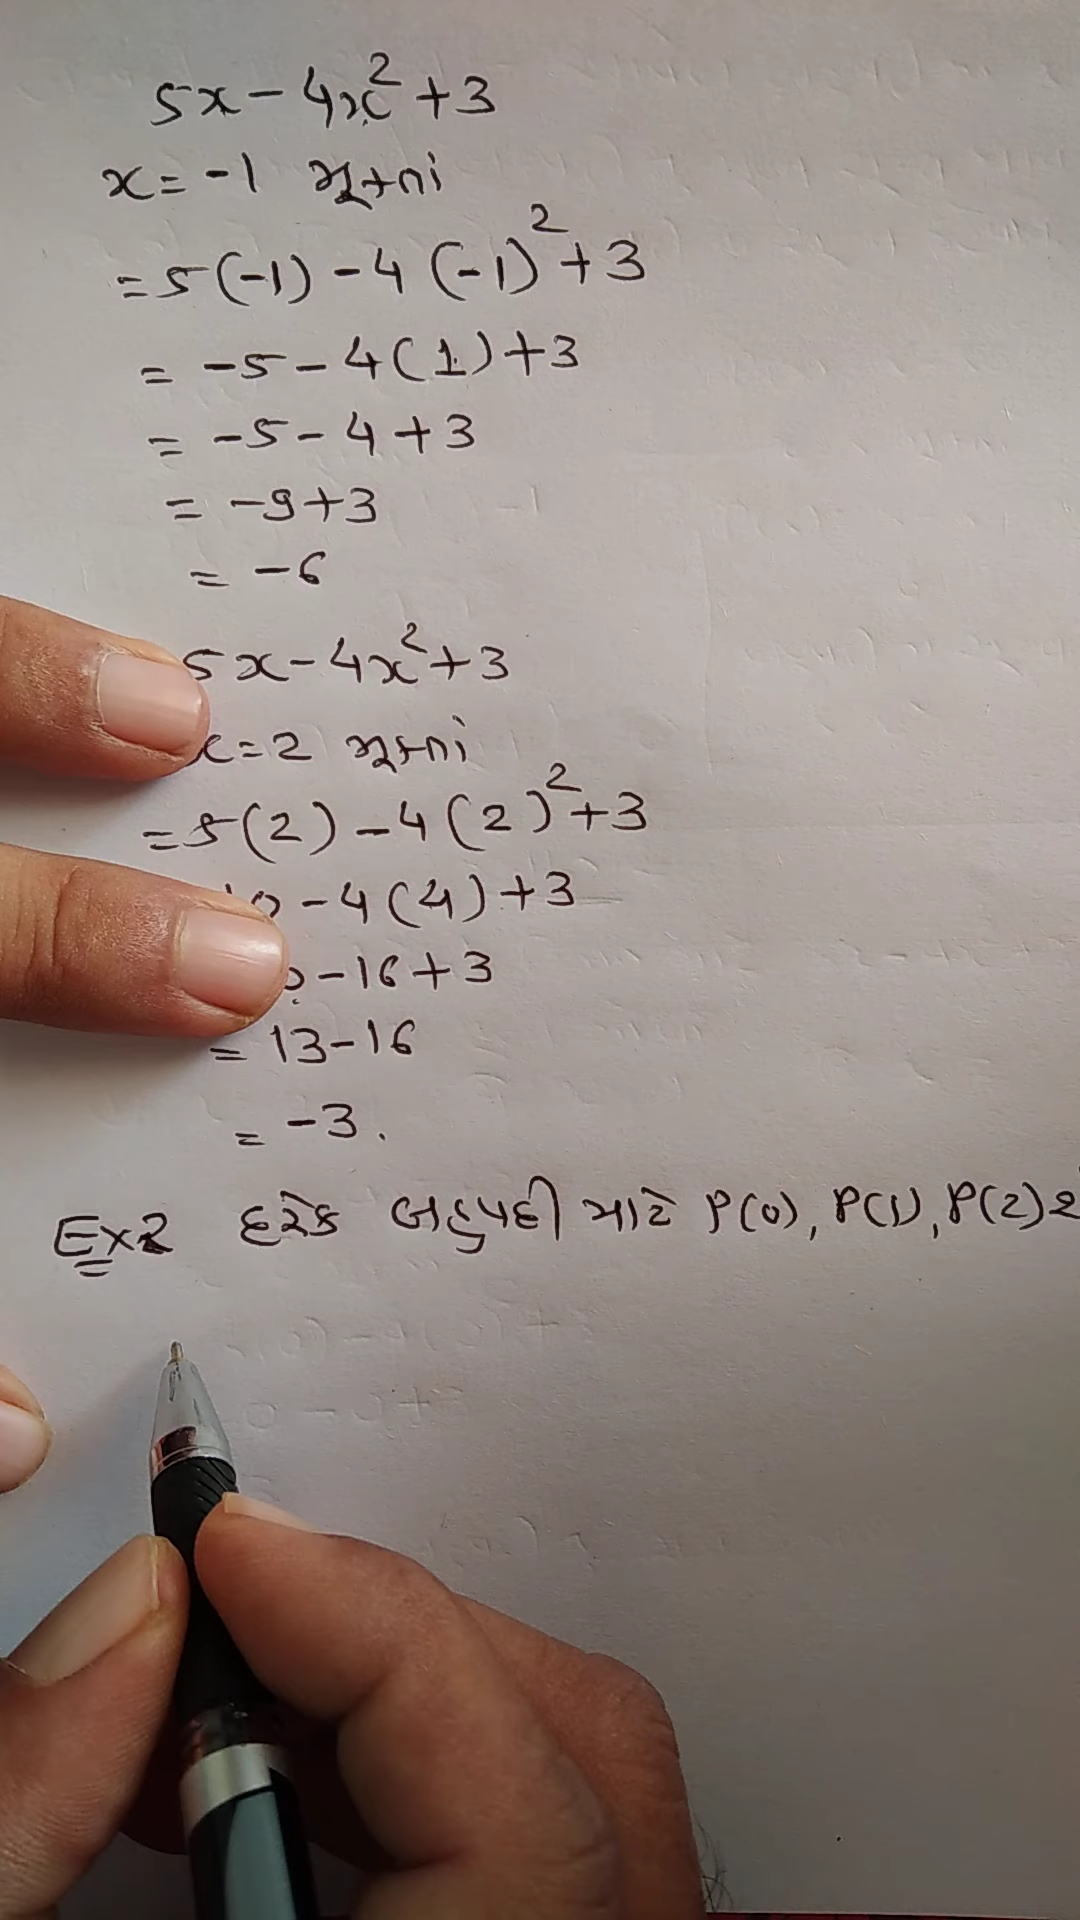 5x - 4x² + 3
x = -1 મૂકતાં
= 5(-1) - 4(-1)² + 3
= -5 - 4(1) + 3
= -5 - 4 + 3
= -9 + 3
= -6
5x - 4x² + 3
x = 2 મૂકતાં
= 5(2) - 4(2)² + 3
10 - 4(4) + 3
0 - 16 + 3
= 13 - 16
= -3.
Ex2 દરેક બહુપદી માટે P(0), P(1), P(2)